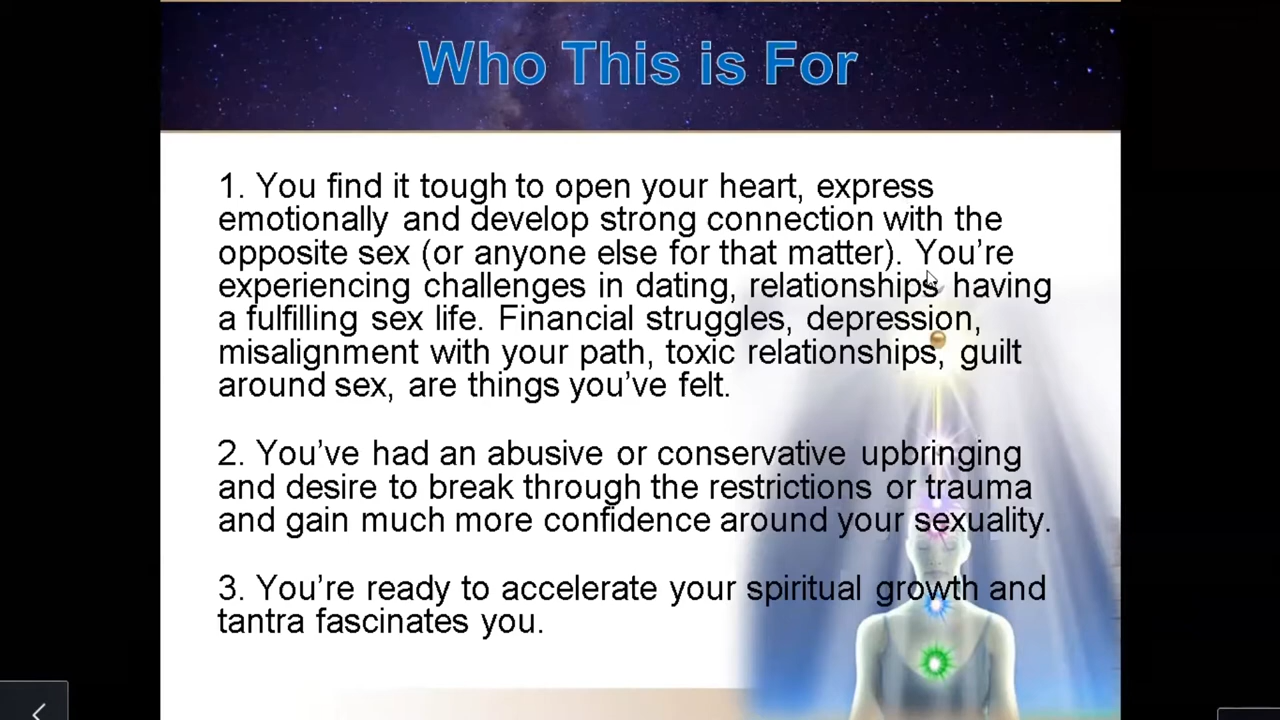 Who This is For
1. You find it tough to open your heart, express
emotionally and develop strong connection with the
opposite sex (or anyone else for that matter). You’re
experiencing challenges in dating, relationships having
a fulfilling sex life. Financial struggles, depression,
misalignment with your path, toxic relationships, guilt
around sex, are things you’ve felt.
2. You’ve had an abusive or conservative upbringing
and desire to break through the restrictions or trauma
and gain much more confidence around your sexuality.
3. You’re ready to accelerate your spiritual growth and
tantra fascinates you.